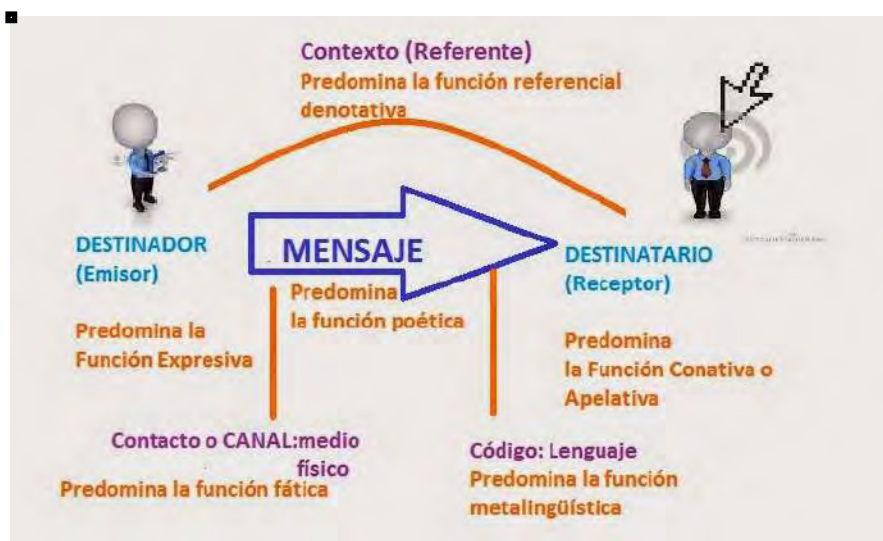 Contexto (Referente)
Predomina la función referencial
denotativa
DESTINADOR
(Emisor)
Predomina la
Función Expresiva
MENSAJE
Predomina
la función poética
DESTINATARIO
(Receptor)
Predomina
la Función Conativa o
Apelativa
Contacto o CANAL:medio
físico
Predomina la función fática
Código: Lenguaje
Predomina la función
metalingüística